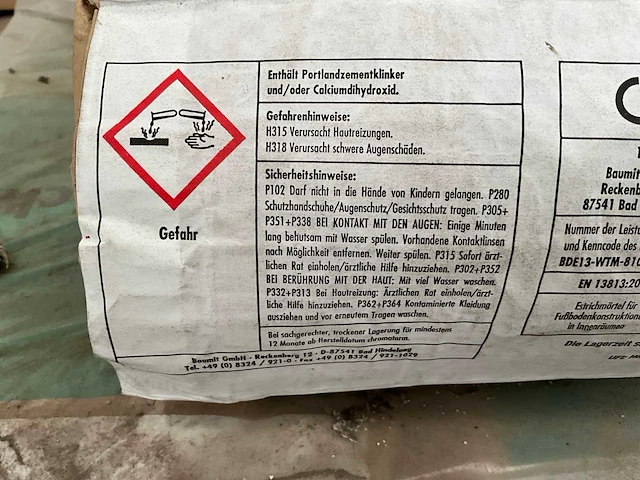 Enthält Portlandzementklinker
und/oder Calciumdihydroxid.
Gefahrenhinweise:
H315 Verursacht Hautreizungen.
H318 Verursacht schwere Augenschäden.
Sicherheitshinweise:
P102 Darf nicht in die Hände von Kindern gelangen. P280
Schutzhandschuhe/Augenschutz/Gesichtsschutz tragen. P305+
P351+P338 BEI KONTAKT MIT DEN AUGEN: Einige Minuten
lang behutsam mit Wasser spülen. Vorhandene Kontaktlinsen
nach Möglichkeit entfernen. Weiter spülen. P315 Sofort ärzt-
lichen Rat einholen/ärztliche Hilfe hinzuziehen. P302+P352
BEI BERÜHRUNG MIT DER HAUT: Mit viel Wasser waschen.
P332+P313 Bei Hautreizung: Ärztlichen Rat einholen/ärzt-
liche Hilfe hinzuziehen. P362+P364 Kontaminierte Kleidung
ausziehen und vor erneutem Tragen waschen.
Bei sachgerechter, trockener Lagerung für mindestens
12 Monate ab Herstelldatum chromatarm.
Gefahr
Baumit GmbH - Reckenberg 12 - D-87541 Bad Hindelang
Tel. +49 (0) 8324 / 921-0 - Fax +49 (0) 8324 / 921-1029
Baumit
Reckenb
87541 Bad
Nummer der Leist
und Kenncode des
BDE13-WTM-810
EN 13813:20
Estrichmörtel für
Fußbodenkonstruktion
in Innenräumen
Die Lagerzeit s